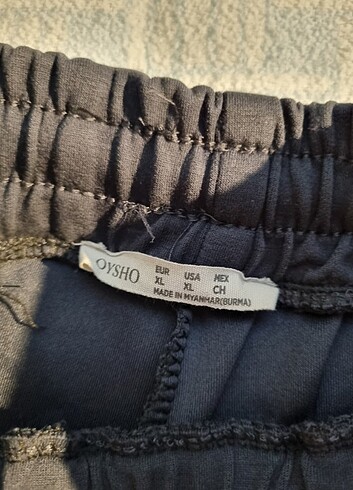 OYSHO
EUR USA MEX
XL XL CH
MADE IN MYANMAR(BURMA)